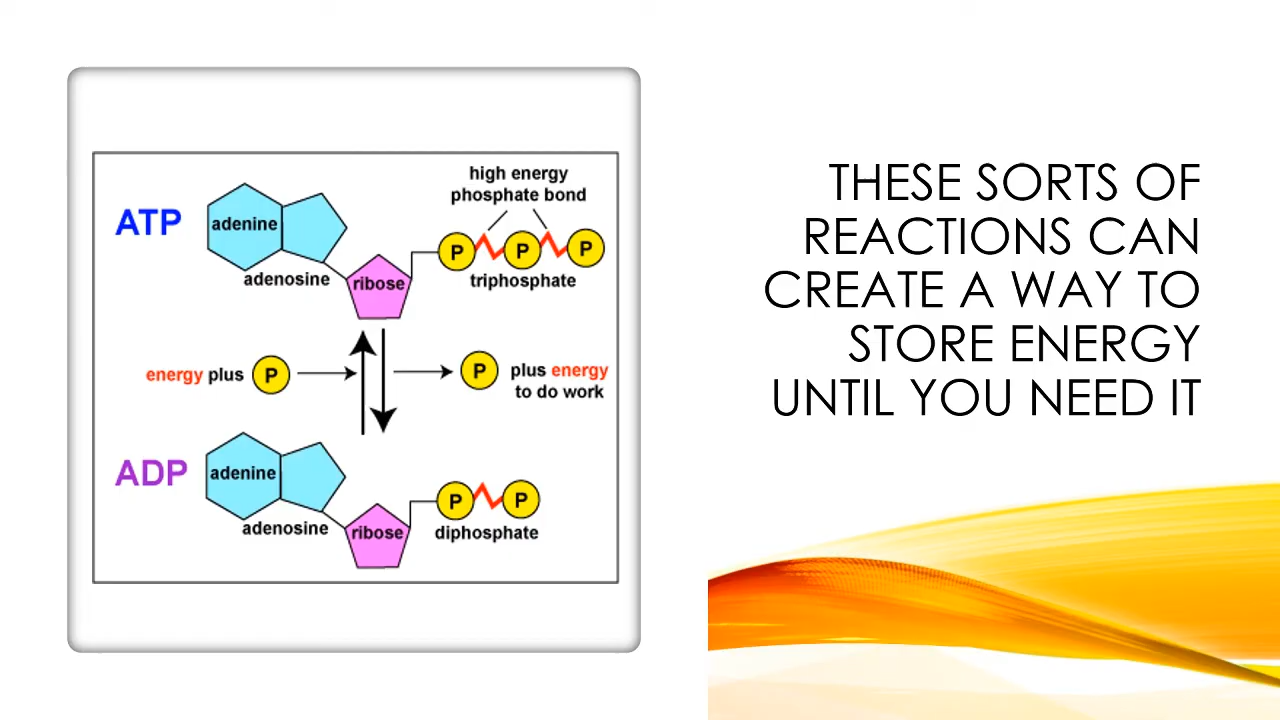 high energy
phosphate bond
ATP
adenine
adenosine
ribose
P
P
P
triphosphate
energy plus P
P plus energy
to do work
ADP
adenine
adenosine
ribose
P
P
diphosphate
THESE SORTS OF
REACTIONS CAN
CREATE A WAY TO
STORE ENERGY
UNTIL YOU NEED IT